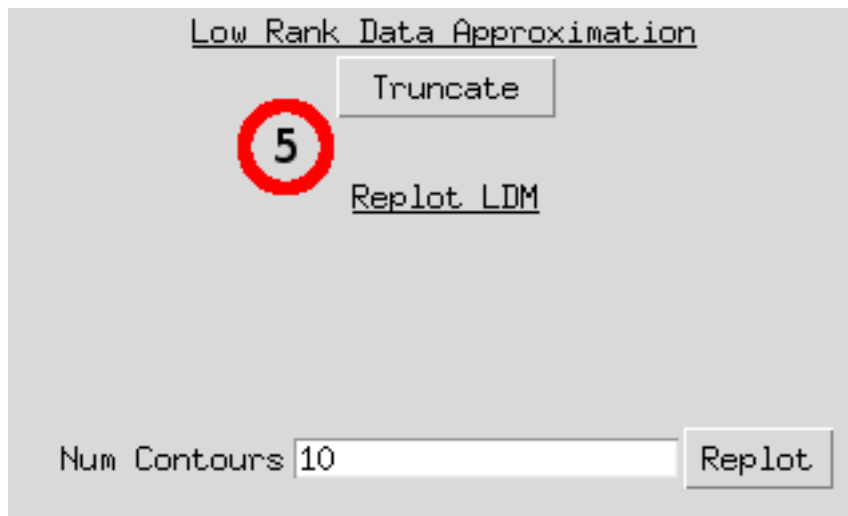 Low Rank Data Approximation
Truncate
5
Replot LDM
Num Contours 10 Replot